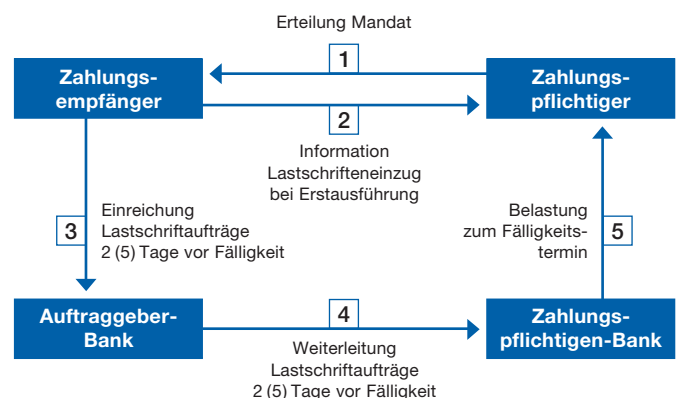 Erteilung Mandat
1
Zahlungs-
empfänger
Zahlungs-
pflichtiger
2
Information
Lastschrifteneinzug
bei Erstausführung
3
Einreichung
Lastschriftaufträge
2 (5) Tage vor Fälligkeit
Belastung
zum Fälligkeits-
termin
5
Auftraggeber-
Bank
4
Zahlungs-
pflichtigen-Bank
Weiterleitung
Lastschriftaufträge
2 (5) Tage vor Fälligkeit